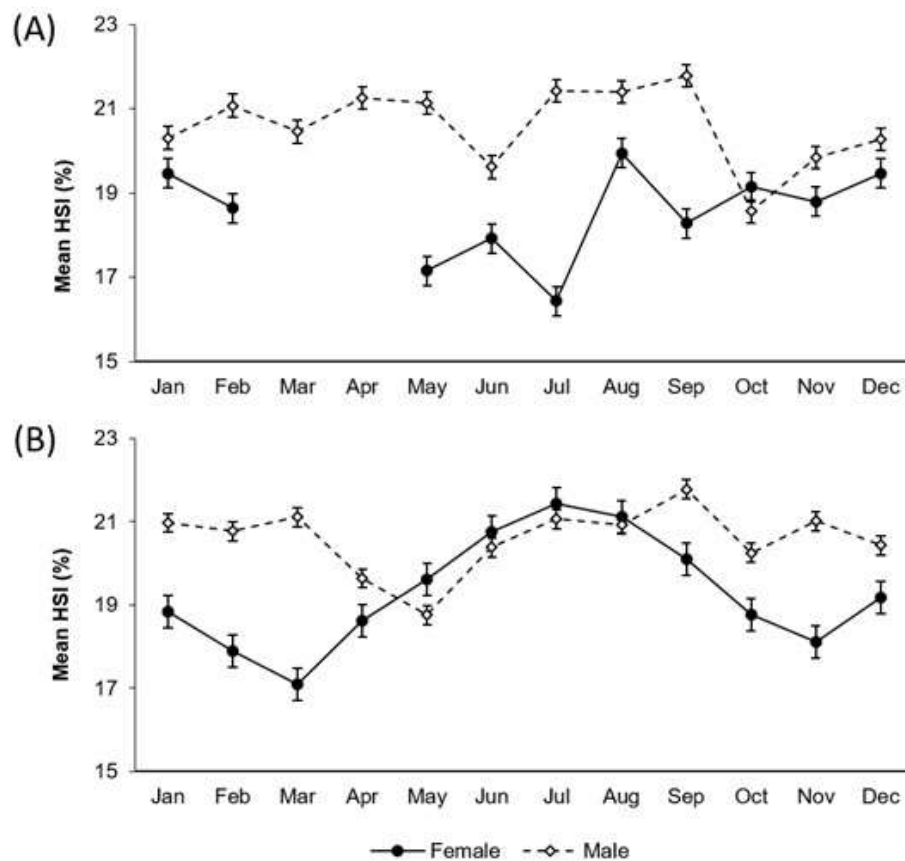 (A)
23
21
19
17
15
Mean HSI (%)
Jan Feb Mar Apr May Jun Jul Aug Sep Oct Nov Dec
(B)
23
21
19
17
15
Mean HSI (%)
Jan Feb Mar Apr May Jun Jul Aug Sep Oct Nov Dec
Female Male